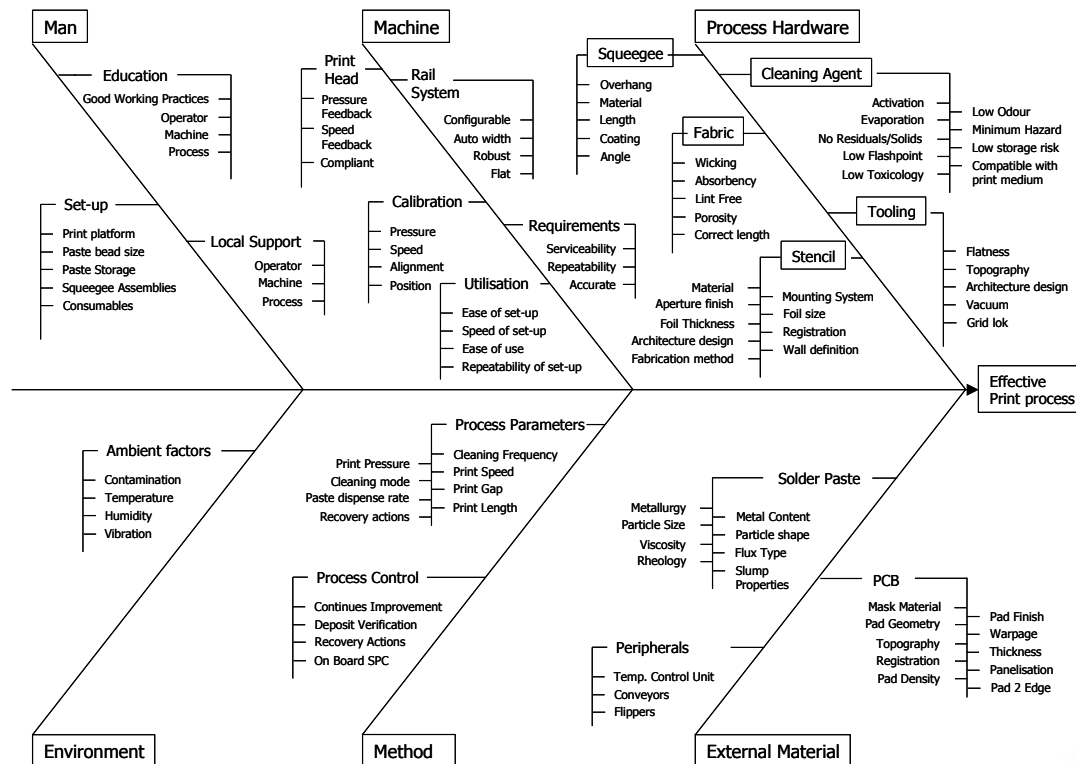 Man
Machine
Process Hardware
Education
Good Working Practices
Operator
Machine
Process
Set-up
Print platform
Paste bead size
Paste Storage
Squeegee Assemblies
Consumables
Local Support
Operator
Machine
Process
Print
Head
Pressure
Feedback
Speed
Feedback
Compliant
Rail
System
Configurable
Auto width
Robust
Flat
Calibration
Pressure
Speed
Alignment
Position
Requirements
Serviceability
Repeatability
Accurate
Utilisation
Ease of set-up
Speed of set-up
Ease of use
Repeatability of set-up
Squeegee
Overhang
Material
Length
Coating
Angle
Cleaning Agent
Activation
Evaporation
No Residuals/Solids
Low Flashpoint
Low Toxicology
Low Odour
Minimum Hazard
Low storage risk
Compatible with
print medium
Fabric
Wicking
Absorbency
Lint Free
Porosity
Correct length
Tooling
Flatness
Topography
Architecture design
Vacuum
Grid lok
Stencil
Material
Aperture finish
Foil Thickness
Architecture design
Fabrication method
Mounting System
Foil size
Registration
Wall definition
Effective
Print process
Ambient factors
Contamination
Temperature
Humidity
Vibration
Process Parameters
Print Pressure
Cleaning mode
Paste dispense rate
Recovery actions
Cleaning Frequency
Print Speed
Print Gap
Print Length
Process Control
Continues Improvement
Deposit Verification
Recovery Actions
On Board SPC
Solder Paste
Metallurgy
Particle Size
Viscosity
Rheology
Metal Content
Particle shape
Flux Type
Slump
Properties
PCB
Mask Material
Pad Geometry
Topography
Registration
Pad Density
Pad Finish
Warpage
Thickness
Panelisation
Pad 2 Edge
Peripherals
Temp. Control Unit
Conveyors
Flippers
Environment
Method
External Material